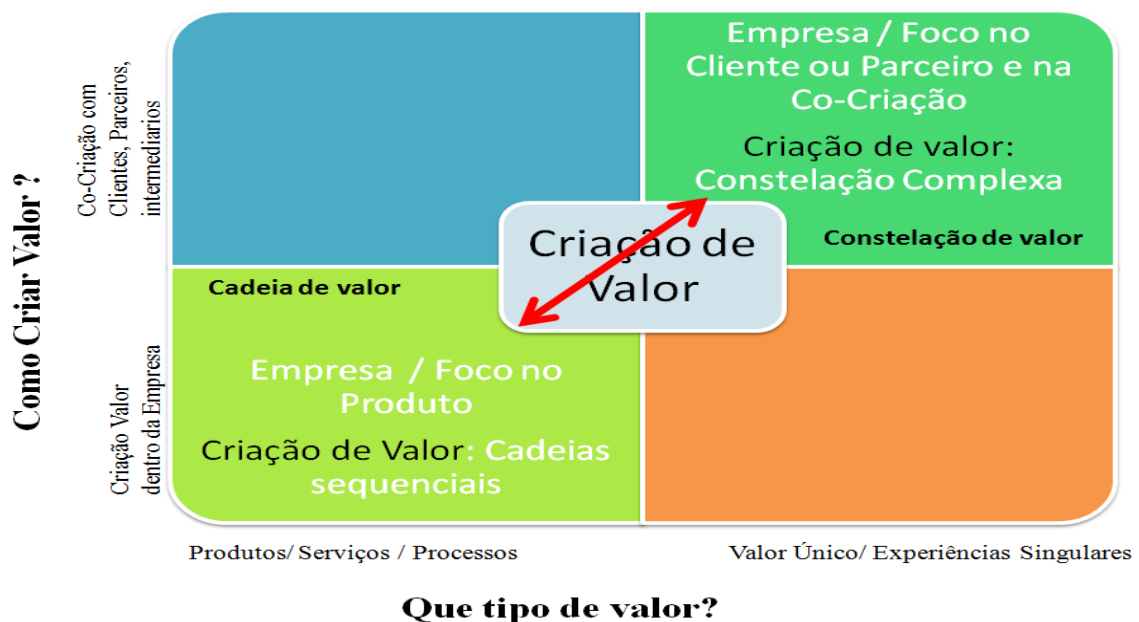 Como Criar Valor ?
Co-Criação com
Clientes, Parceiros,
intermediarios
Criação Valor
dentro da Empresa
Empresa / Foco no
Cliente ou Parceiro e na
Co-Criação
Criação de valor:
Constelação Complexa
Constelação de valor
Criação de
Valor
Cadeia de valor
Empresa / Foco no
Produto
Criação de Valor: Cadeias
sequenciais
Produtos/ Serviços / Processos
Valor Único/ Experiências Singulares
Que tipo de valor?